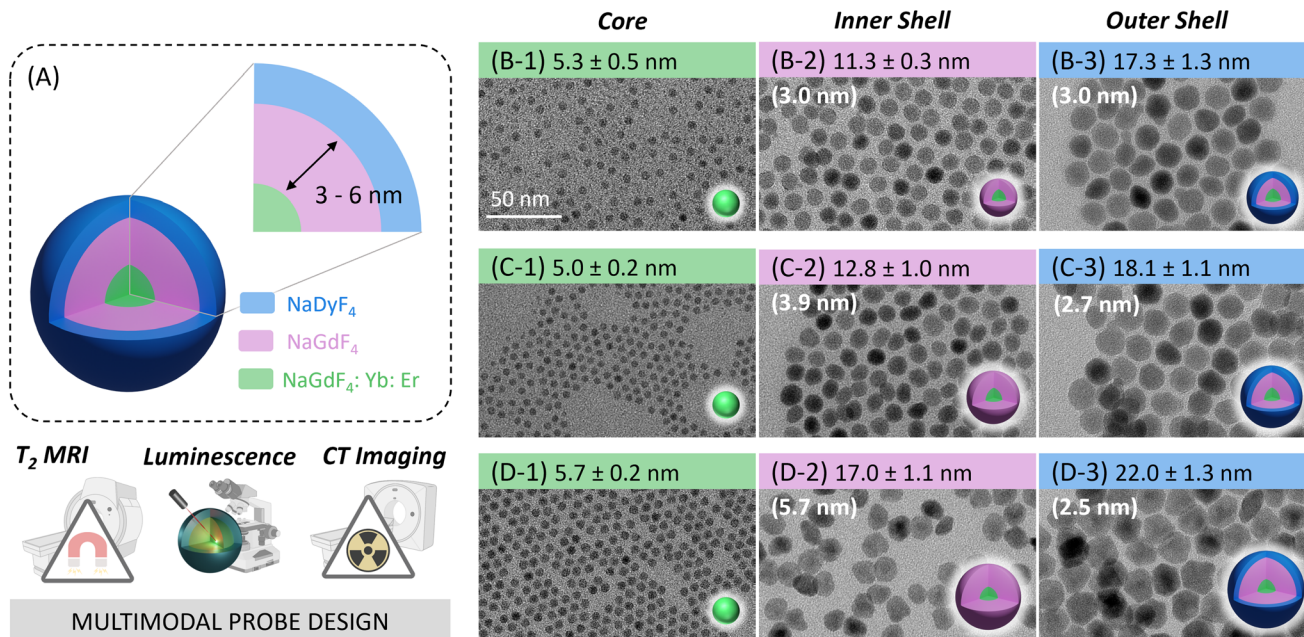 (A)
3 - 6 nm
NaDyF₄
NaGdF₄
NaGdF₄: Yb: Er
T₂ MRI
Luminescence
CT Imaging
MULTIMODAL PROBE DESIGN
Core
Inner Shell
Outer Shell
(B-1) 5.3 ± 0.5 nm
50 nm
(B-2) 11.3 ± 0.3 nm
(3.0 nm)
(B-3) 17.3 ± 1.3 nm
(3.0 nm)
(C-1) 5.0 ± 0.2 nm
(C-2) 12.8 ± 1.0 nm
(3.9 nm)
(C-3) 18.1 ± 1.1 nm
(2.7 nm)
(D-1) 5.7 ± 0.2 nm
(D-2) 17.0 ± 1.1 nm
(5.7 nm)
(D-3) 22.0 ± 1.3 nm
(2.5 nm)